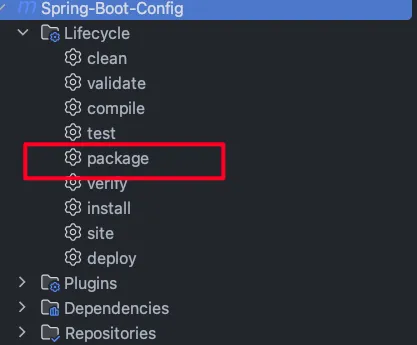 Spring-Boot-Config
Lifecycle
clean
validate
compile
test
package
verify
install
site
deploy
Plugins
Dependencies
Repositories